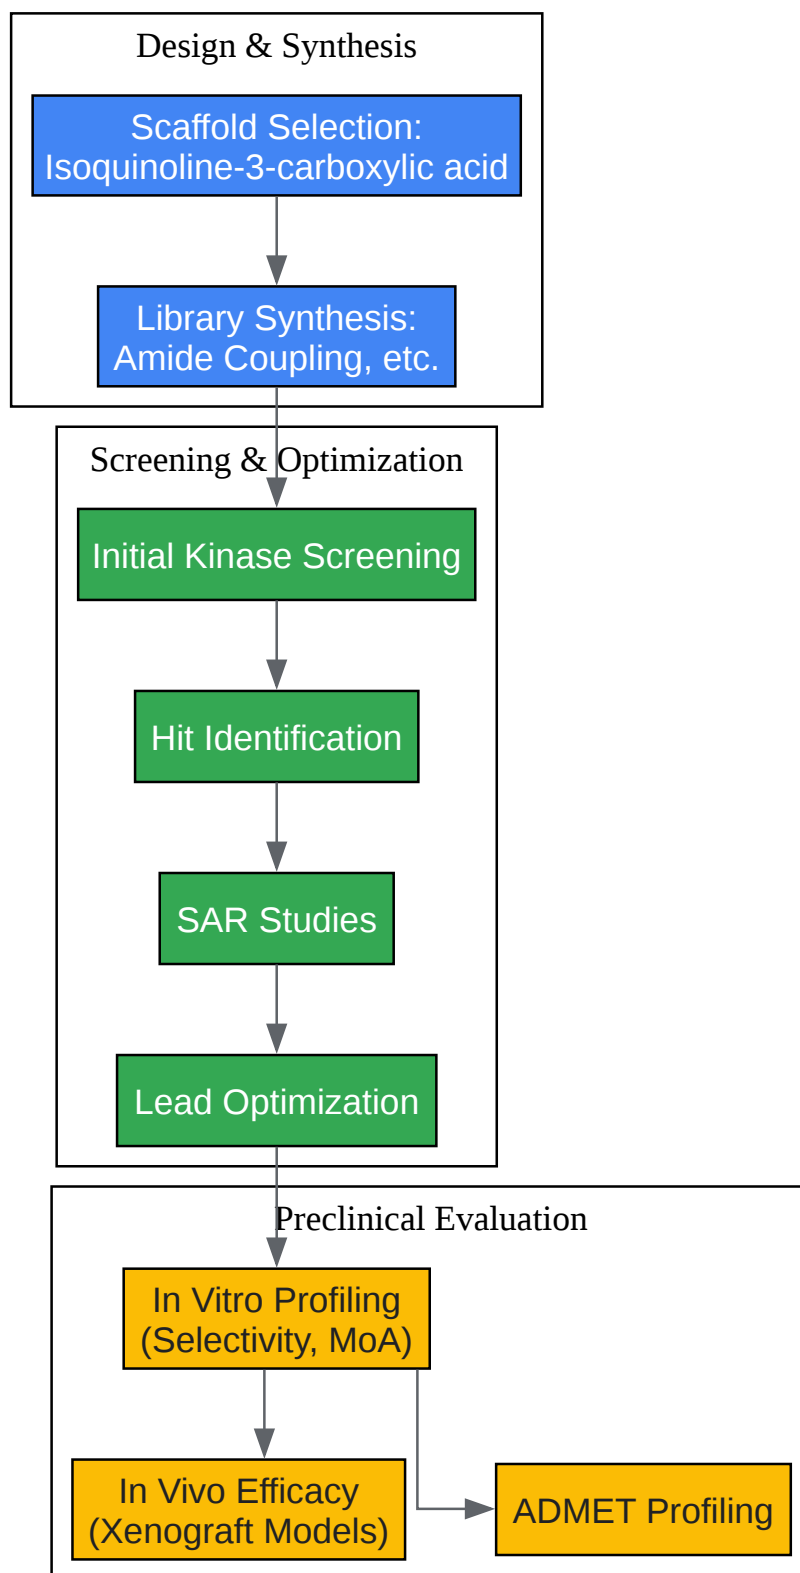 Design & Synthesis
Scaffold Selection:
Isoquinoline-3-carboxylic acid
Library Synthesis:
Amide Coupling, etc.
Screening & Optimization
Initial Kinase Screening
Hit Identification
SAR Studies
Lead Optimization
Preclinical Evaluation
In Vitro Profiling
(Selectivity, MoA)
In Vivo Efficacy
(Xenograft Models)
ADMET Profiling